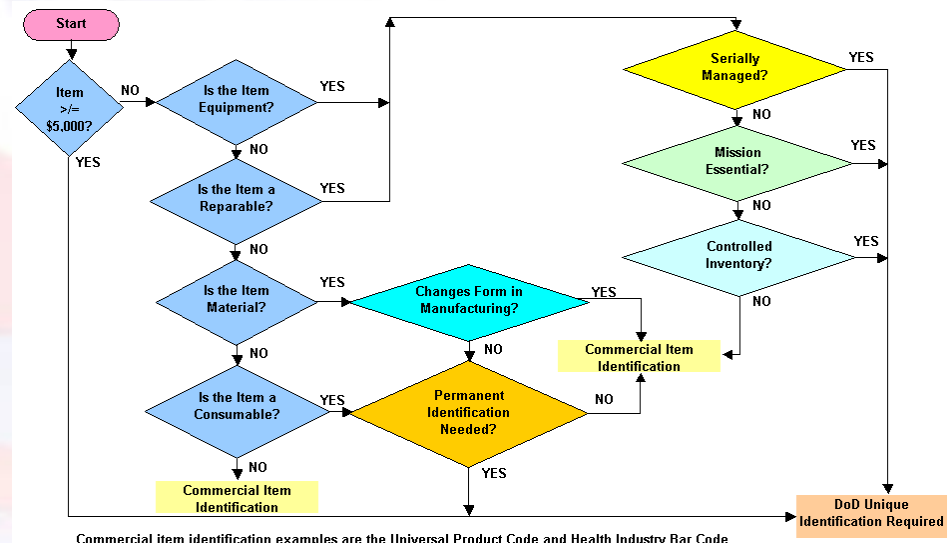 Start
Item
>/=
$5,000?
NO
YES
Is the Item
Equipment?
YES
NO
Is the Item a
Reparable?
YES
NO
Is the Item
Material?
YES
NO
Is the Item a
Consumable?
YES
NO
Commercial Item
Identification
Changes Form in
Manufacturing?
YES
NO
Permanent
Identification
Needed?
NO
YES
Commercial Item
Identification
Serially
Managed?
YES
NO
Mission
Essential?
YES
NO
Controlled
Inventory?
YES
NO
DoD Unique
Identification Required
Commercial item identification examples are the Universal Product Code and Health Industry Bar Code